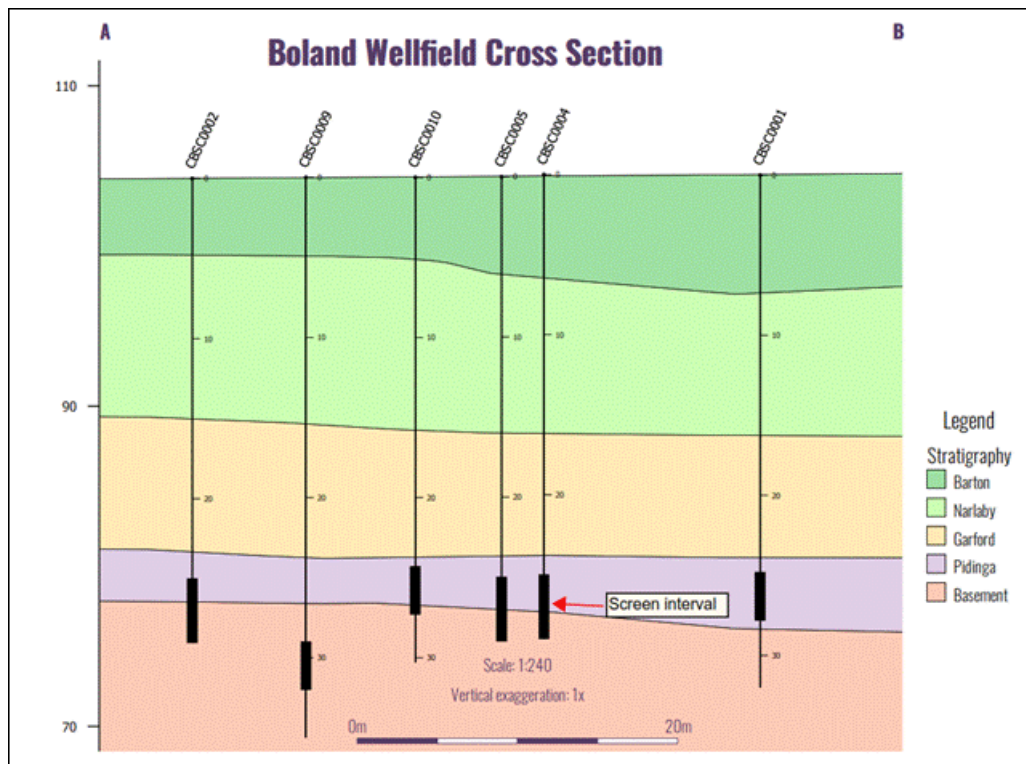 A
B
Boland Wellfield Cross Section
110
90
70
CBSC0002
CBSC0009
CBSC0010
CBSC0005
CBSC0004
CBSC0001
0
0
0
0
0
0
10
10
10
10
10
10
20
20
20
20
20
20
30
30
30
Screen interval
Scale: 1:240
Vertical exaggeration: 1x
0m
20m
Legend
Stratigraphy
Barton
Narlaby
Garford
Pidinga
Basement